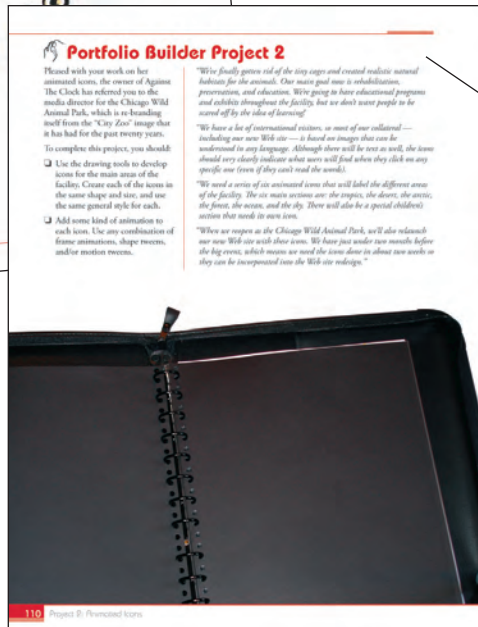 Portfolio Builder Project 2
Pleased with your work on her
animated icons, the owner of Against
The Clock has referred you to the
media director for the Chicago Wild
Animal Park, which is re-branding
itself from the "City Zoo" image that
it has had for the past twenty years.
To complete this project, you should:
❑ Use the drawing tools to develop
icons for the main areas of the
facility. Create each of the icons in
the same shape and size, and use
the same general style for each.
❑ Add some kind of animation to
each icon. Use any combination of
frame animations, shape tweens,
and/or motion tweens.
"We've finally gotten rid of the tiny cages and created realistic natural
habitats for the animals. Our main goal now is rehabilitation,
preservation, and education. We're going to have educational programs
and exhibits throughout the facility, but we don't want people to be
scared off by the idea of learning!
"We have a lot of international visitors, so most of our collateral —
including our new Web site — is based on images that can be
understood in any language. Although there will be text as well, the icons
should very clearly indicate what users will find when they click on any
specific one (even if they can't read the words).
"We need a series of six animated icons that will label the different areas
of the facility. The six main sections are: the tropics, the desert, the arctic,
the forest, the ocean, and the sky. There will also be a special children's
section that needs its own icon.
"When we reopen as the Chicago Wild Animal Park, we'll also relaunch
our new Web site with these icons. We have just under two months before
the big event, which means we need the icons done in about two weeks so
they can be incorporated into the Web site redesign."
110 Project 2: Animated Icons